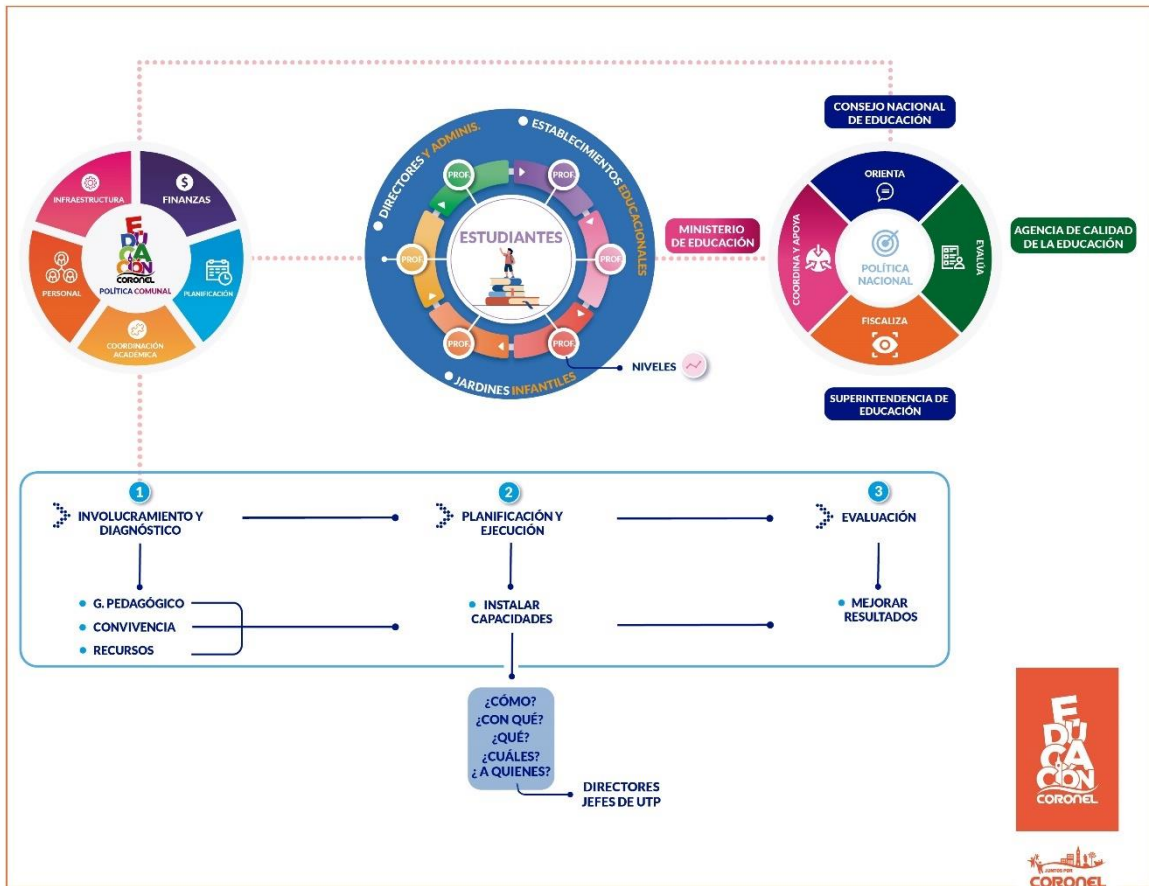 CONSEJO NACIONAL
DE EDUCACIÓN
INFRAESTRUCTURA
FINANZAS
PERSONAL
PLANIFICACIÓN
COORDINACIÓN
ACADÉMICA
EDUCACIÓN
CORONEL
POLÍTICA COMUNAL
DIRECTORES Y ADMINIS.
ESTABLECIMIENTOS EDUCACIONALES
JARDINES INFANTILES
PROF.
PROF.
PROF.
PROF.
PROF.
PROF.
ESTUDIANTES
NIVELES
MINISTERIO
DE EDUCACIÓN
ORIENTA
COORDINA Y APOYA
EVALÚA
FISCALIZA
POLÍTICA
NACIONAL
AGENCIA DE CALIDAD
DE LA EDUCACIÓN
SUPERINTENDENCIA DE
EDUCACIÓN
1
INVOLUCRAMIENTO Y
DIAGNÓSTICO
2
PLANIFICACIÓN Y
EJECUCIÓN
3
EVALUACIÓN
G. PEDAGÓGICO
CONVIVENCIA
RECURSOS
INSTALAR
CAPACIDADES
MEJORAR
RESULTADOS
¿CÓMO?
¿CON QUÉ?
¿QUÉ?
¿CUÁLES?
¿A QUIENES?
DIRECTORES
JEFES DE UTP
EDUCACIÓN
CORONEL
JUNTOS POR
CORONEL